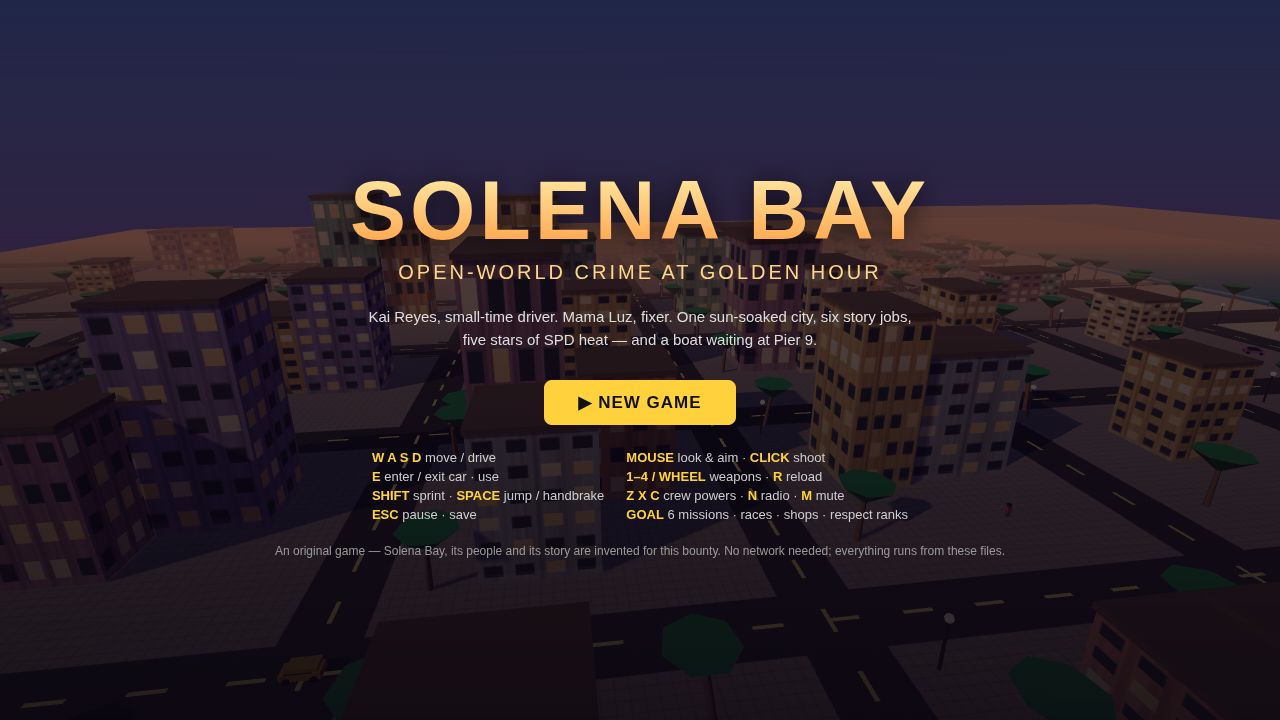 SOLENA BAY
OPEN-WORLD CRIME AT GOLDEN HOUR
Kai Reyes, small-time driver. Mama Luz, fixer. One sun-soaked city, six story jobs,
five stars of SPD heat — and a boat waiting at Pier 9.
▶ NEW GAME
W A S D move / drive
E enter / exit car · use
SHIFT sprint · SPACE jump / handbrake
ESC pause · save
MOUSE look & aim · CLICK shoot
1–4 / WHEEL weapons · R reload
Z X C crew powers · N radio · M mute
GOAL 6 missions · races · shops · respect ranks
An original game — Solena Bay, its people and its story are invented for this bounty. No network needed; everything runs from these files.